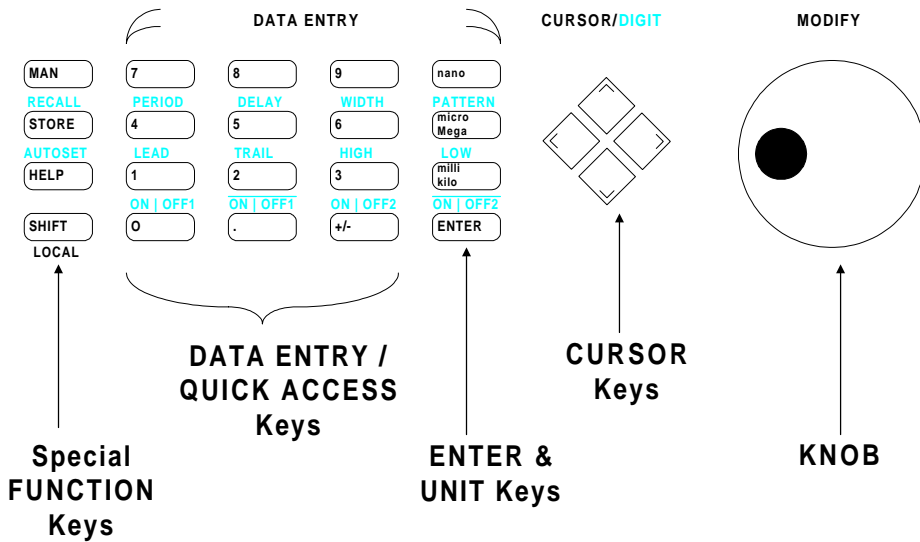 DATA ENTRY CURSOR/DIGIT MODIFY
MAN 7 8 9 nano
RECALL PERIOD DELAY WIDTH PATTERN
STORE 4 5 6 micro
Mega
AUTOSET LEAD TRAIL HIGH LOW
HELP 1 2 3 milli
kilo
ON | OFF1 ON | OFF1 ON | OFF2 ON | OFF2
SHIFT O . +/- ENTER
LOCAL
DATA ENTRY /
QUICK ACCESS
Keys
CURSOR
Keys
Special
FUNCTION
Keys
ENTER &
UNIT Keys
KNOB